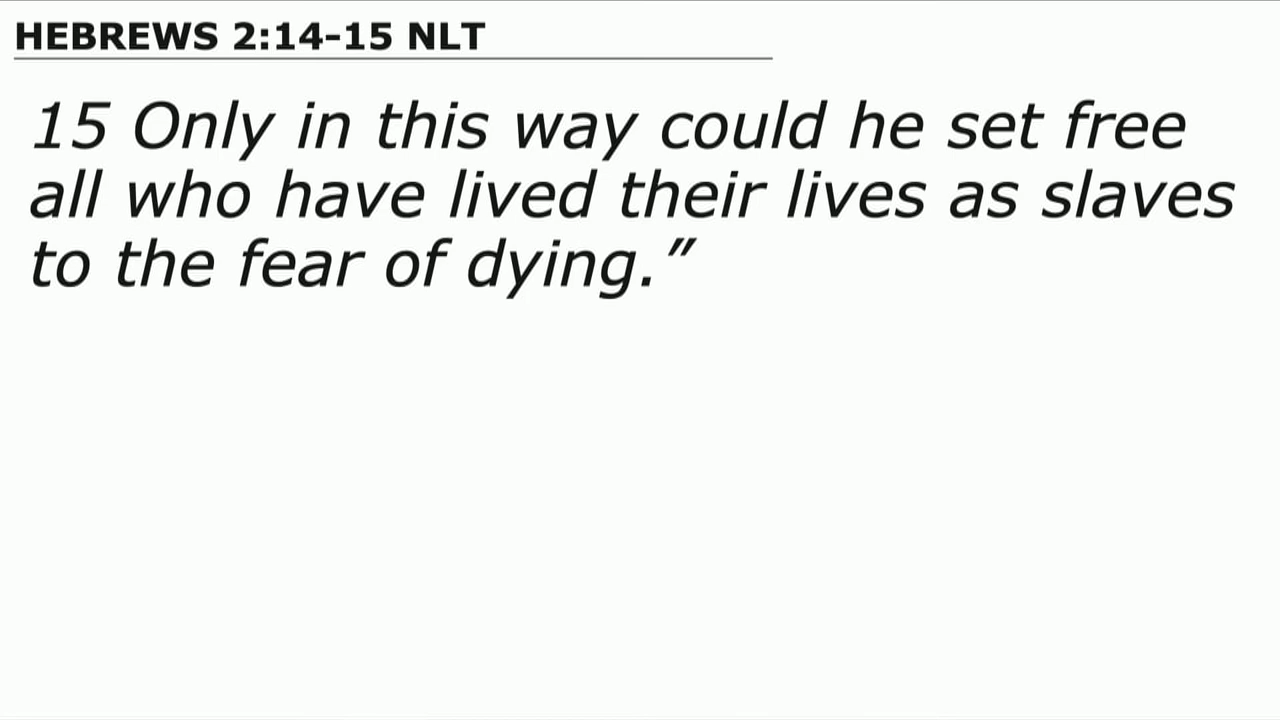 HEBREWS 2:14-15 NLT
15 Only in this way could he set free
all who have lived their lives as slaves
to the fear of dying.”